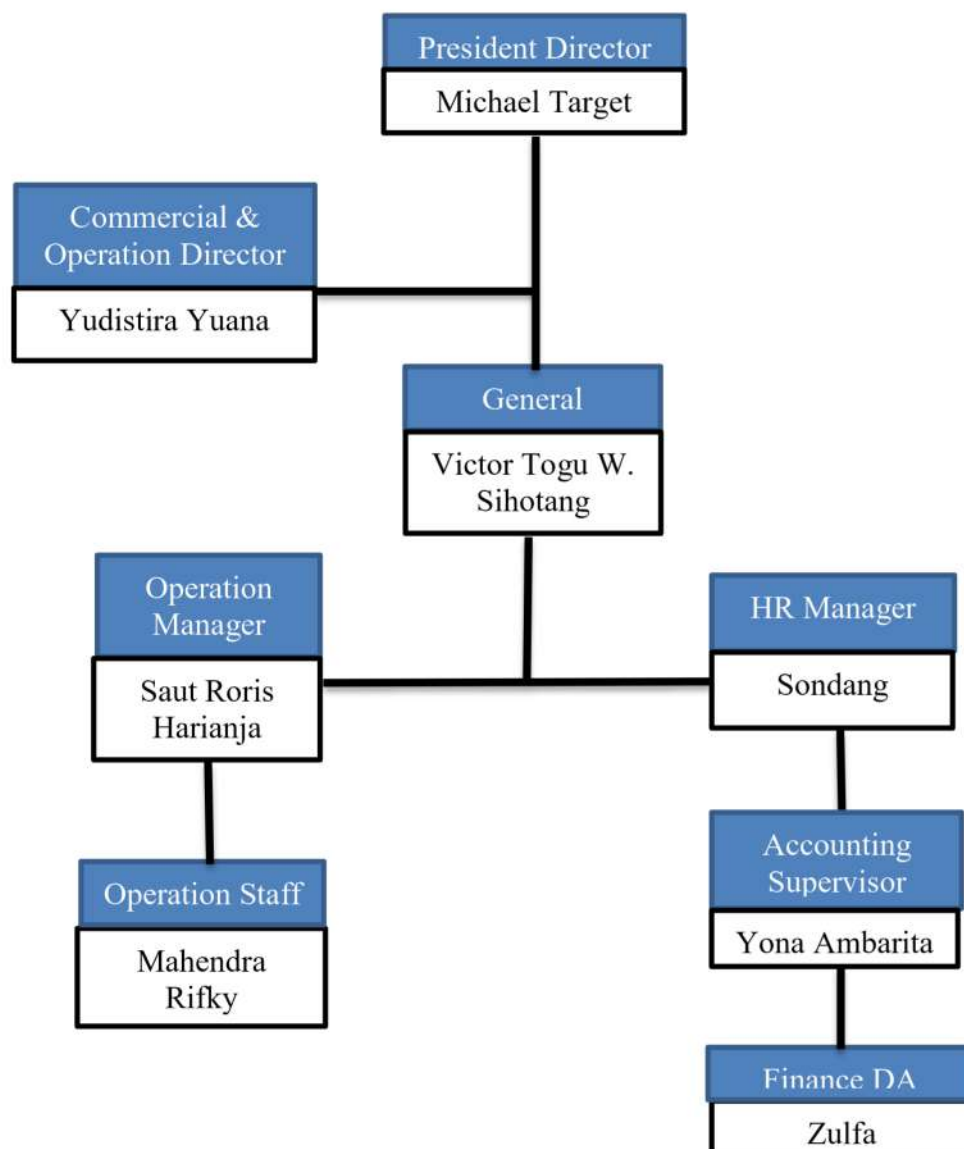 President Director
Michael Target
Commercial &
Operation Director
Yudistira Yuana
General
Victor Togu W.
Sihotang
Operation
Manager
Saut Roris
Harianja
HR Manager
Sondang
Operation Staff
Mahendra
Rifky
Accounting
Supervisor
Yona Ambarita
Finance DA
Zulfa